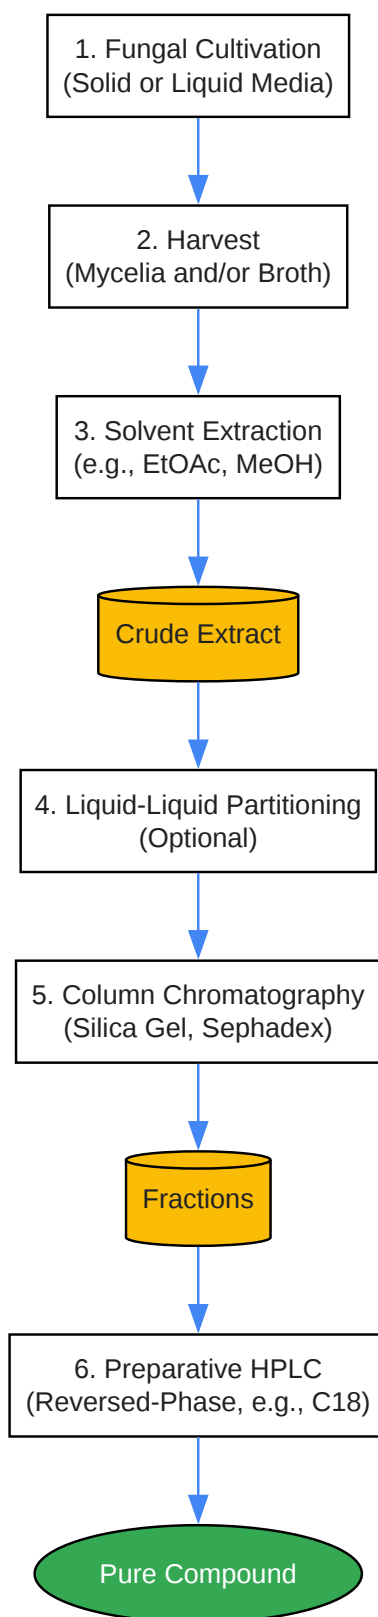 1. Fungal Cultivation
(Solid or Liquid Media)
2. Harvest
(Mycelia and/or Broth)
3. Solvent Extraction
(e.g., EtOAc, MeOH)
Crude Extract
4. Liquid-Liquid Partitioning
(Optional)
5. Column Chromatography
(Silica Gel, Sephadex)
Fractions
6. Preparative HPLC
(Reversed-Phase, e.g., C18)
Pure Compound